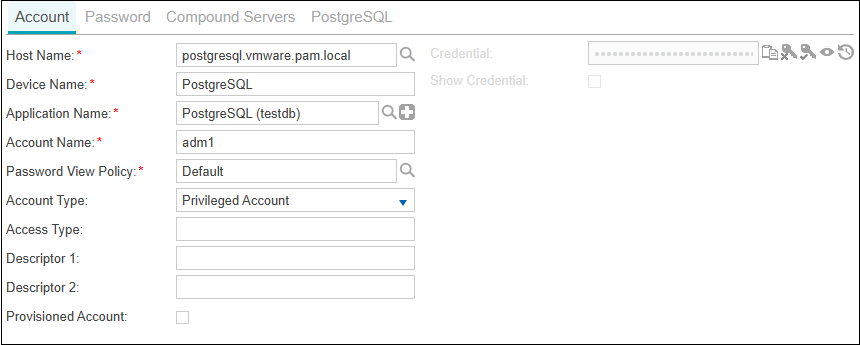 Account Password Compound Servers PostgreSQL
Host Name:* postgresql.vmware.pam.local Credential: ••••••••••••••••••••••••••
Device Name:* PostgreSQL Show Credential:
Application Name:* PostgreSQL (testdb)
Account Name:* adm1
Password View Policy:* Default
Account Type: Privileged Account
Access Type:
Descriptor 1:
Descriptor 2:
Provisioned Account: